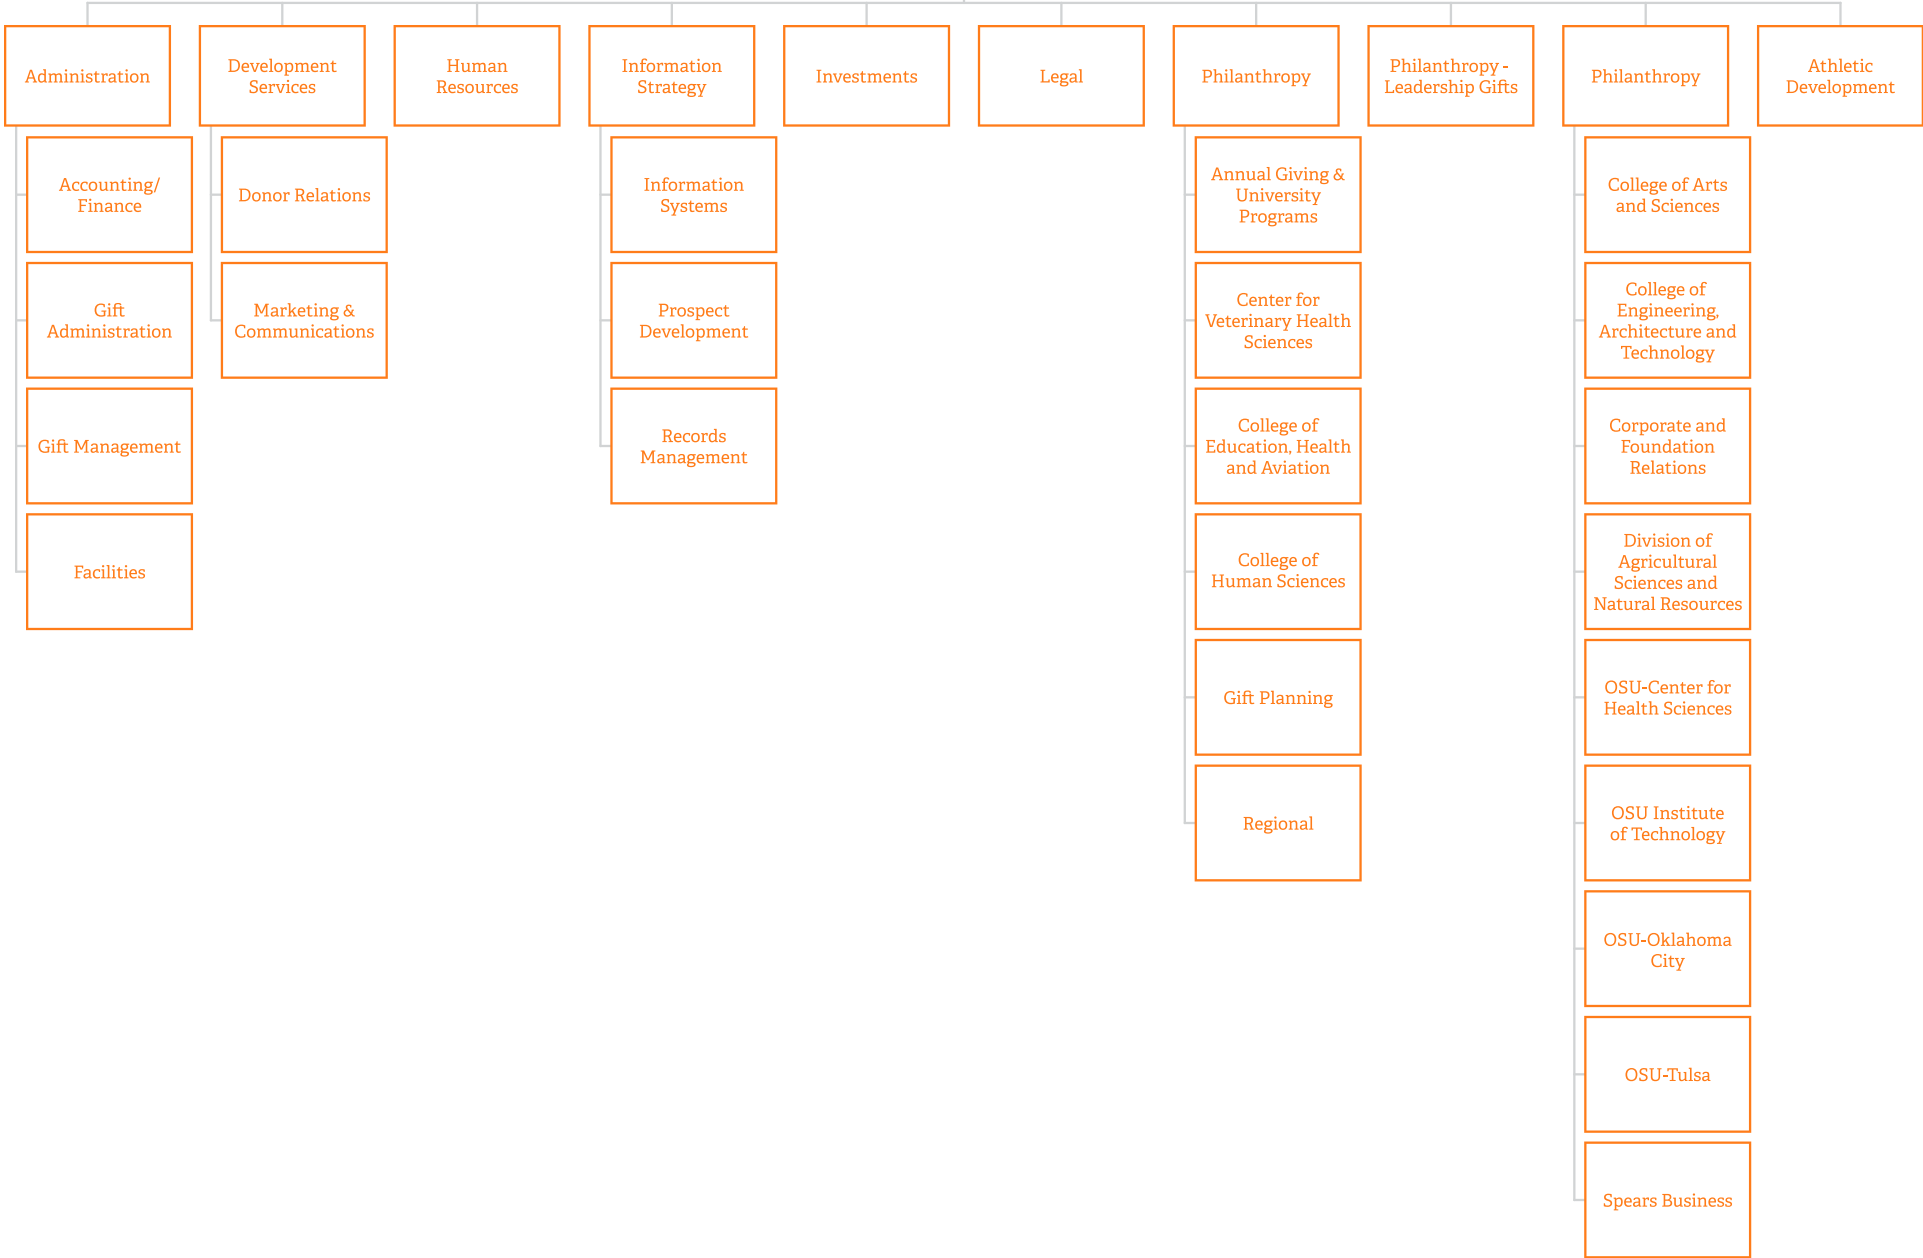 Administration
Development
Services
Human
Resources
Information
Strategy
Investments
Legal
Philanthropy
Philanthropy -
Leadership Gifts
Philanthropy
Athletic
Development
Accounting/
Finance
Gift
Administration
Gift Management
Facilities
Donor Relations
Marketing &
Communications
Information
Systems
Prospect
Development
Records
Management
Annual Giving &
University
Programs
Center for
Veterinary Health
Sciences
College of
Education, Health
and Aviation
College of
Human Sciences
Gift Planning
Regional
College of Arts
and Sciences
College of
Engineering,
Architecture and
Technology
Corporate and
Foundation
Relations
Division of
Agricultural
Sciences and
Natural Resources
OSU-Center for
Health Sciences
OSU Institute
of Technology
OSU-Oklahoma
City
OSU-Tulsa
Spears Business